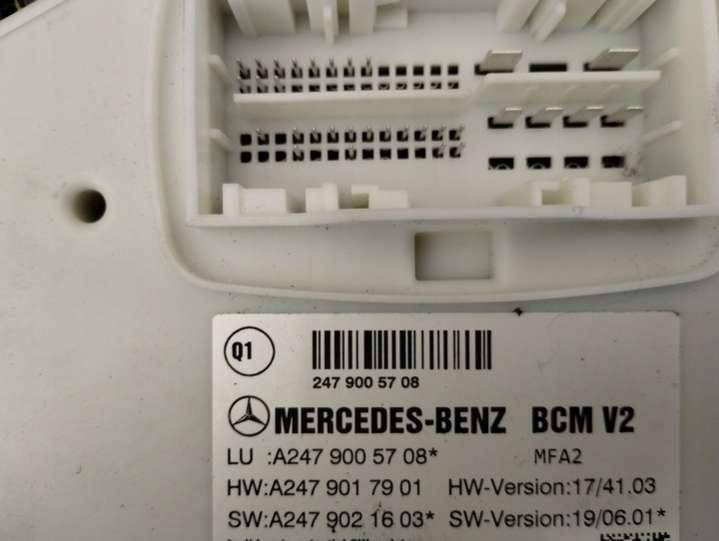 Q1
247 900 57 08
MERCEDES-BENZ BCM V2
LU :A247 900 57 08* MFA2
HW:A247 901 79 01 HW-Version:17/41.03
SW:A247 902 16 03* SW-Version:19/06.01*